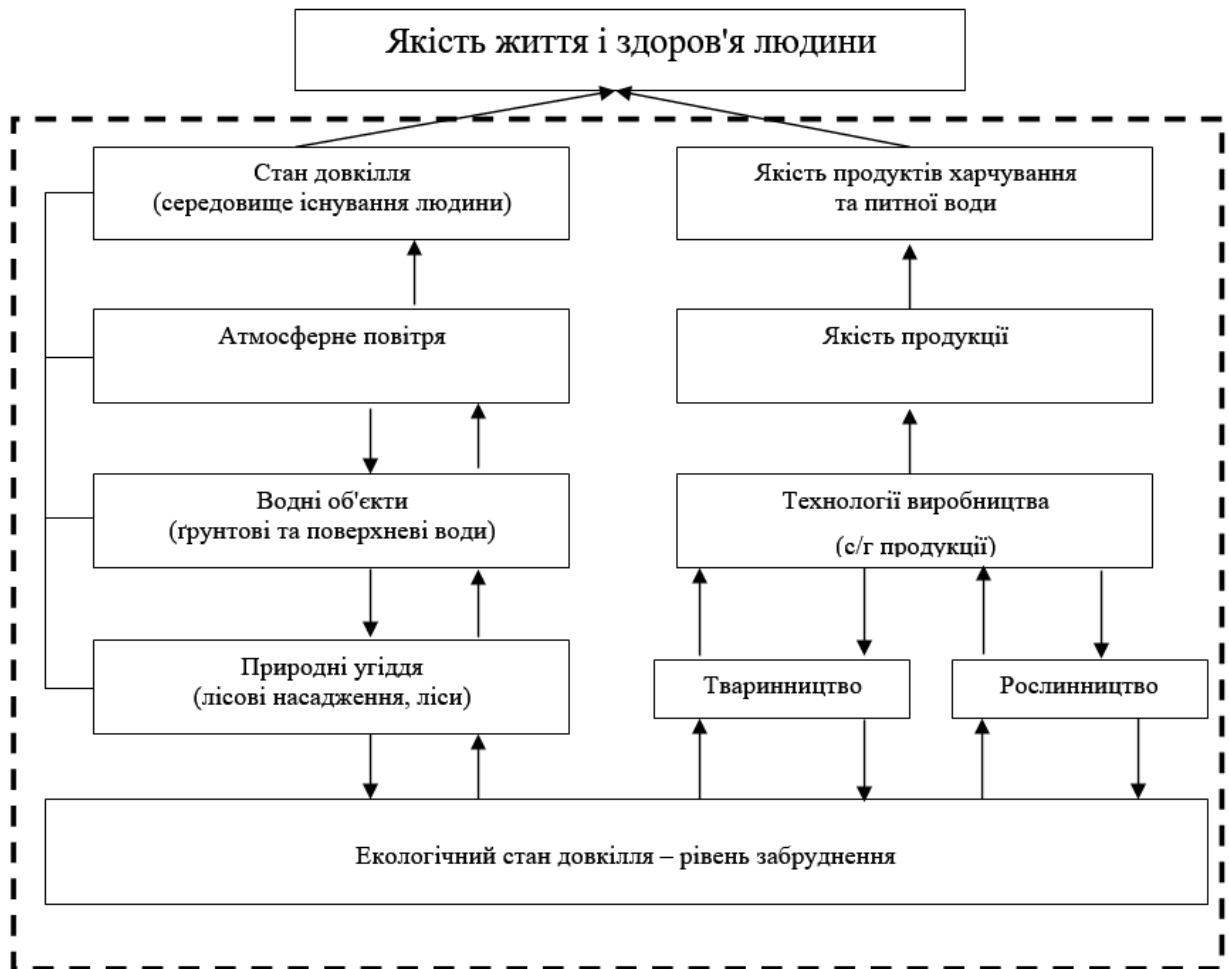 Якість життя і здоров'я людини
Стан довкілля
(середовище існування людини)
Якість продуктів харчування
та питної води
Атмосферне повітря
Якість продукції
Водні об'єкти
(ґрунтові та поверхневі води)
Технології виробництва
(с/г продукції)
Природні угіддя
(лісові насадження, ліси)
Тваринництво
Рослинництво
Екологічний стан довкілля – рівень забруднення